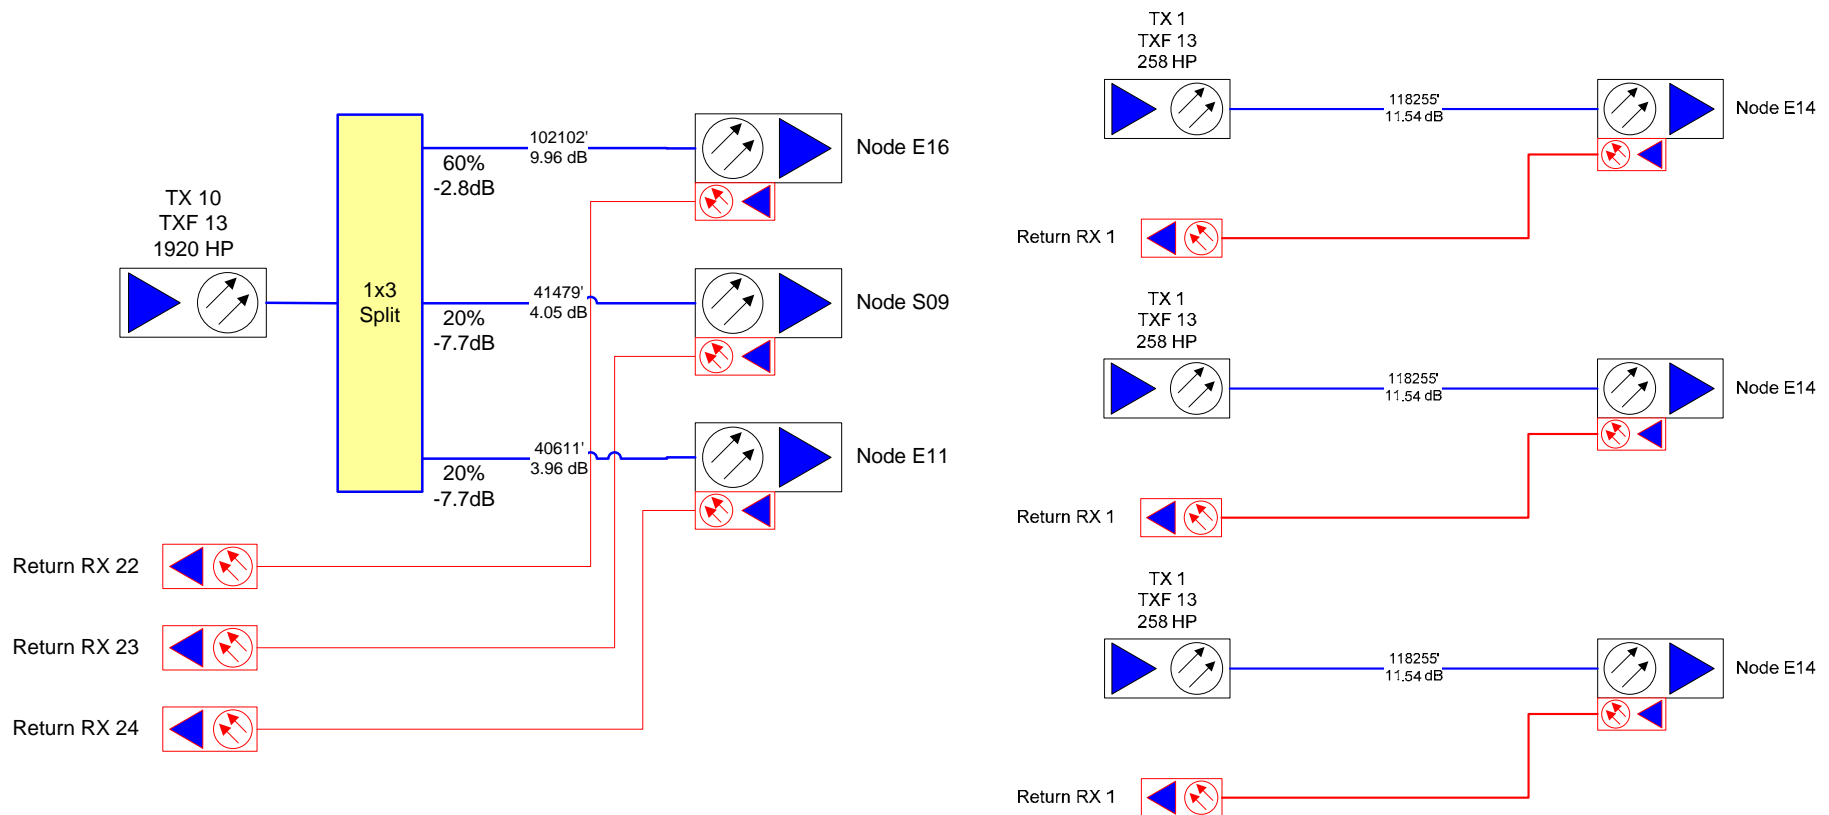 TX 10
TXF 13
1920 HP
1x3
Split
60%
-2.8dB
102102'
9.96 dB
Node E16
20%
-7.7dB
41479'
4.05 dB
Node S09
20%
-7.7dB
40611'
3.96 dB
Node E11
Return RX 22
Return RX 23
Return RX 24
TX 1
TXF 13
258 HP
118255'
11.54 dB
Node E14
Return RX 1
TX 1
TXF 13
258 HP
118255'
11.54 dB
Node E14
Return RX 1
TX 1
TXF 13
258 HP
118255'
11.54 dB
Node E14
Return RX 1